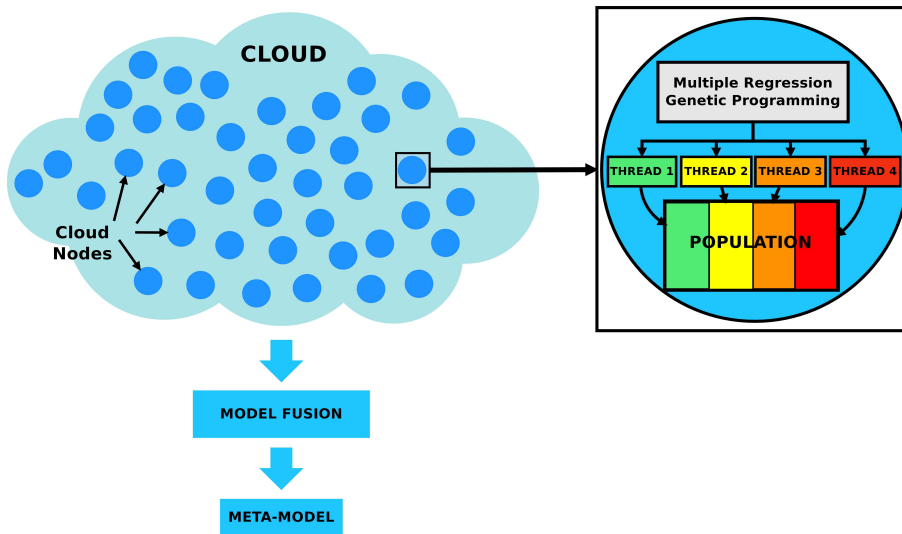 CLOUD
Cloud
Nodes
Multiple Regression
Genetic Programming
THREAD 1
THREAD 2
THREAD 3
THREAD 4
POPULATION
MODEL FUSION
META-MODEL